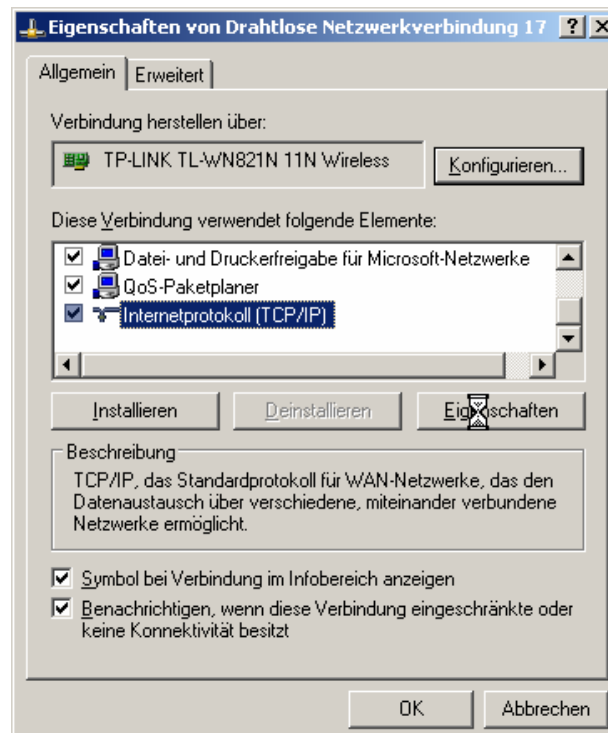 Eigenschaften von Drahtlose Netzwerkverbindung 17
Allgemein
Erweitert
Verbindung herstellen über:
TP-LINK TL-WN821N 11N Wireless
Konfigurieren...
Diese Verbindung verwendet folgende Elemente:
Datei- und Druckerfreigabe für Microsoft-Netzwerke
QoS-Paketplaner
Internetprotokoll (TCP/IP)
Installieren
Deinstallieren
Eigenschaften
Beschreibung
TCP/IP, das Standardprotokoll für WAN-Netzwerke, das den
Datenaustausch über verschiedene, miteinander verbundene
Netzwerke ermöglicht.
Symbol bei Verbindung im Infobereich anzeigen
Benachrichtigen, wenn diese Verbindung eingeschränkte oder
keine Konnektivität besitzt
OK
Abbrechen